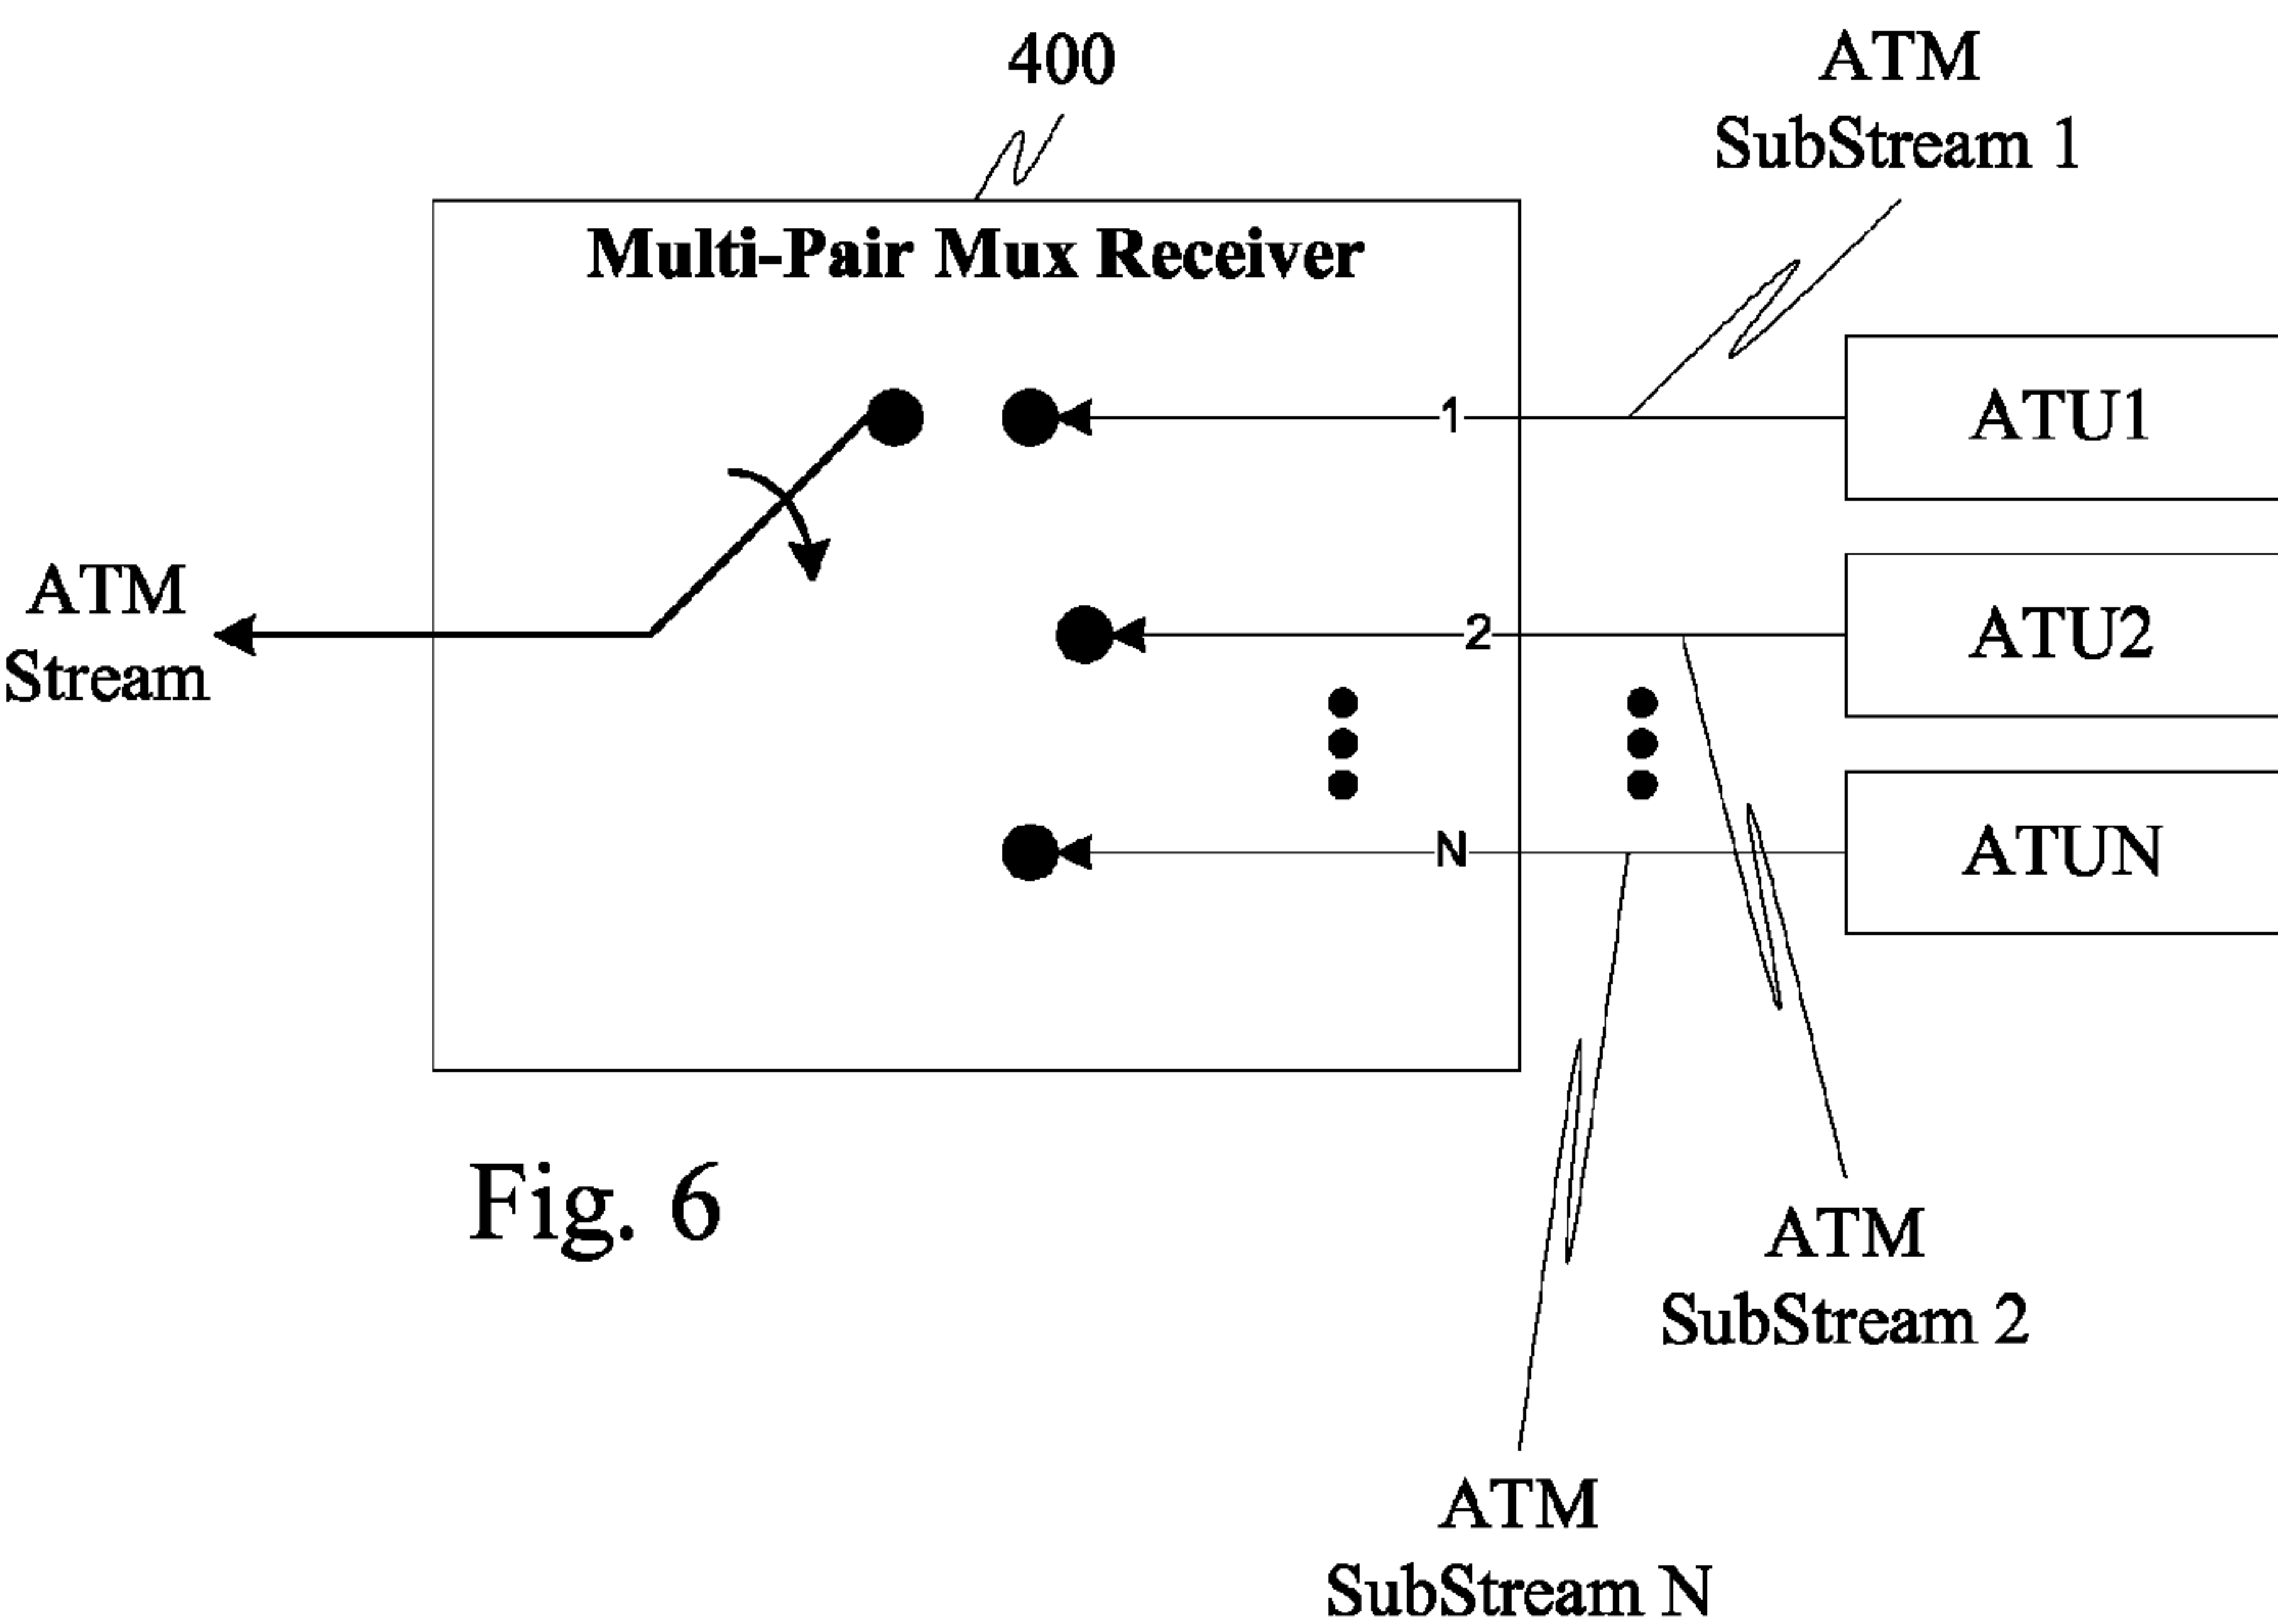 400
ATM
SubStream 1
Multi-Pair Mux Receiver
1
ATU1
ATM
Stream
2
ATU2
N
ATUN
Fig. 6
ATM
SubStream 2
ATM
SubStream N